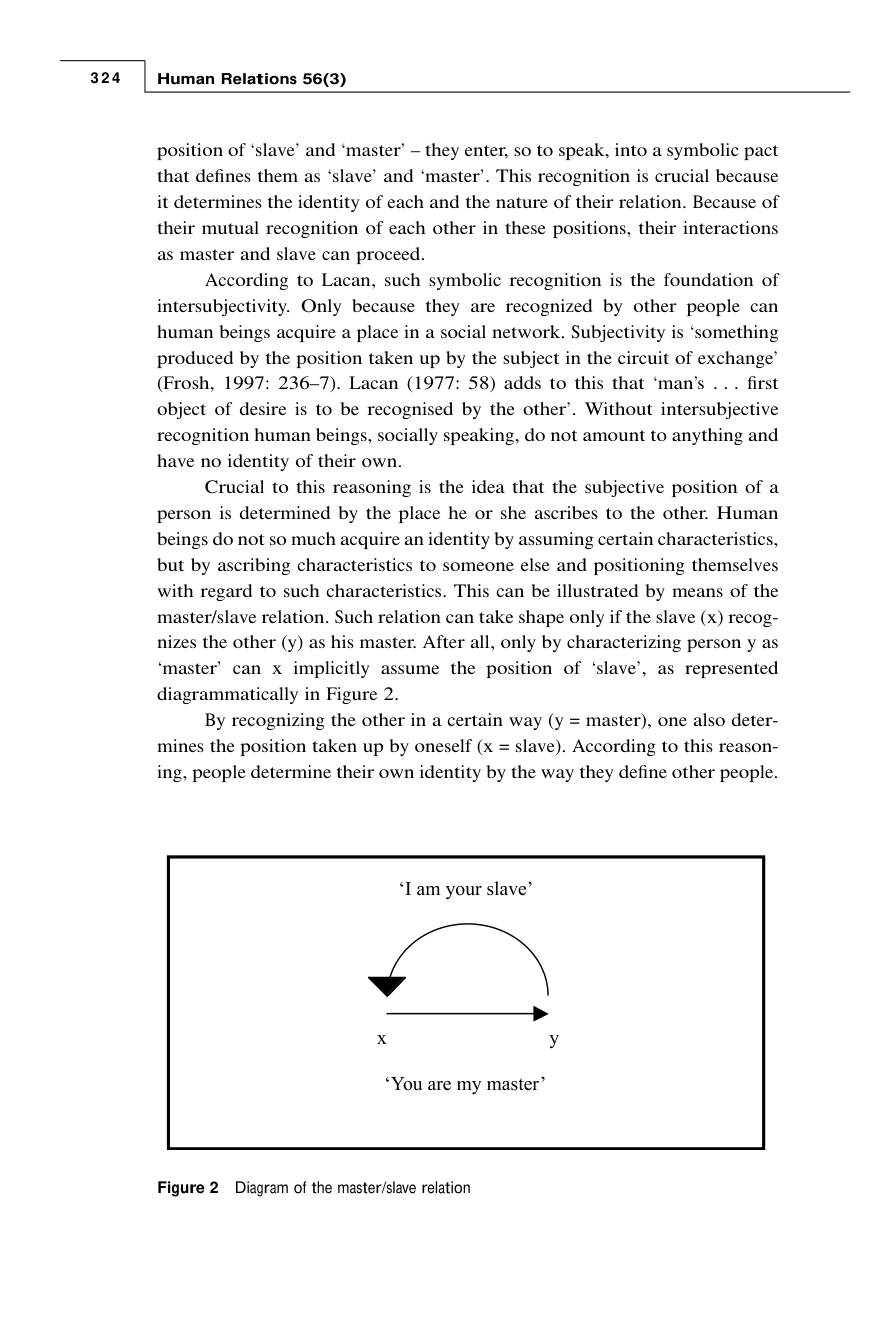 324 Human Relations 56(3)
position of ‘slave’ and ‘master’ – they enter, so to speak, into a symbolic pact
that defines them as ‘slave’ and ‘master’. This recognition is crucial because
it determines the identity of each and the nature of their relation. Because of
their mutual recognition of each other in these positions, their interactions
as master and slave can proceed.
According to Lacan, such symbolic recognition is the foundation of
intersubjectivity. Only because they are recognized by other people can
human beings acquire a place in a social network. Subjectivity is ‘something
produced by the position taken up by the subject in the circuit of exchange’
(Frosh, 1997: 236–7). Lacan (1977: 58) adds to this that ‘man’s . . . first
object of desire is to be recognised by the other’. Without intersubjective
recognition human beings, socially speaking, do not amount to anything and
have no identity of their own.
Crucial to this reasoning is the idea that the subjective position of a
person is determined by the place he or she ascribes to the other. Human
beings do not so much acquire an identity by assuming certain characteristics,
but by ascribing characteristics to someone else and positioning themselves
with regard to such characteristics. This can be illustrated by means of the
master/slave relation. Such relation can take shape only if the slave (x) recog-
nizes the other (y) as his master. After all, only by characterizing person y as
‘master’ can x implicitly assume the position of ‘slave’, as represented
diagrammatically in Figure 2.
By recognizing the other in a certain way (y = master), one also deter-
mines the position taken up by oneself (x = slave). According to this reason-
ing, people determine their own identity by the way they define other people.
‘I am your slave’
x y
‘You are my master’
Figure 2 Diagram of the master/slave relation